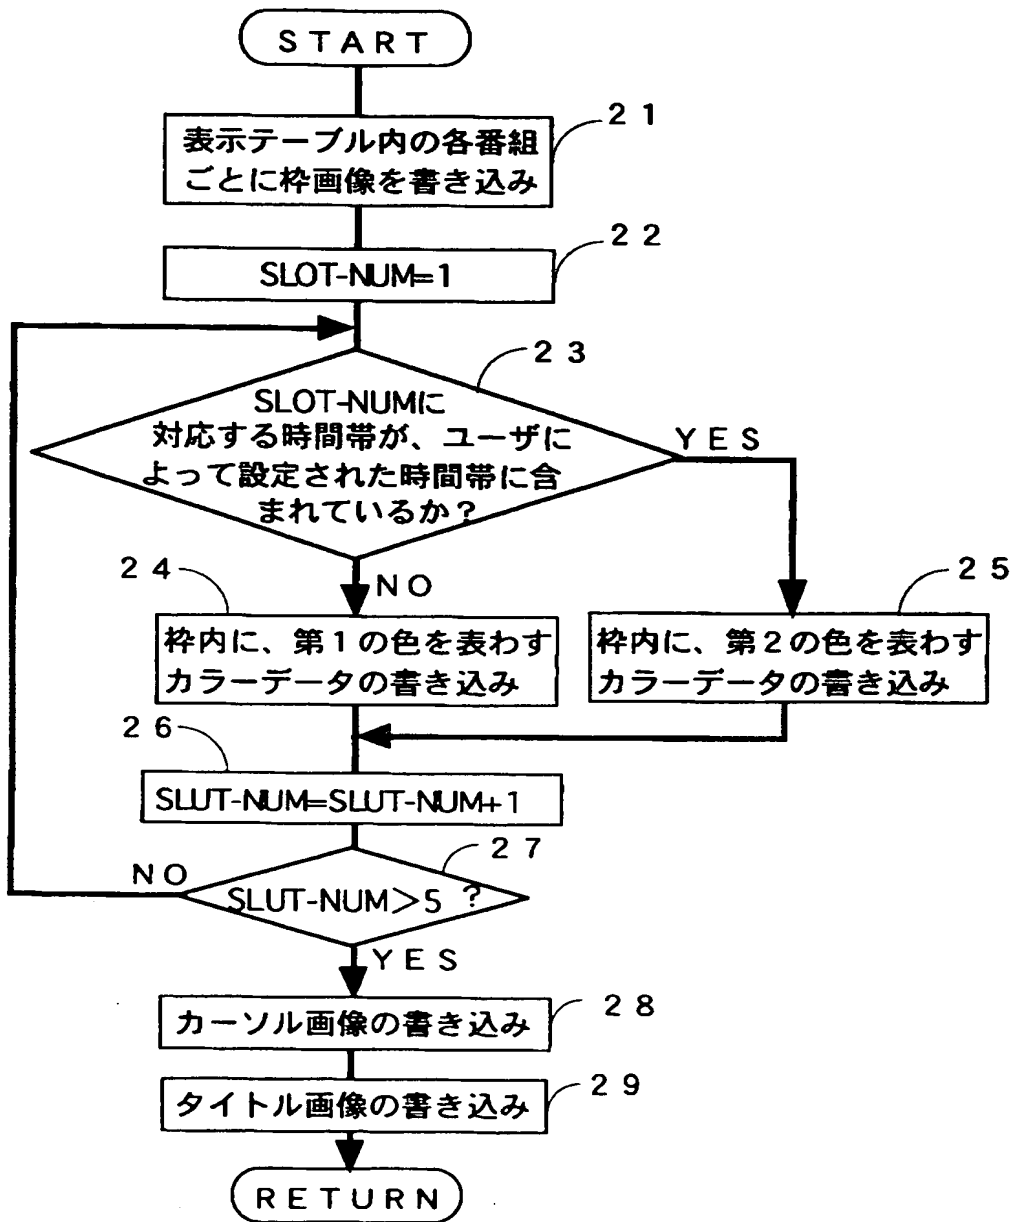 START
21
表示テーブル内の各番組
ごとに枠画像を書き込み
22
SLOT-NUM=1
23
SLOT-NUMに
対応する時間帯が、ユーザに
よって設定された時間帯に含
まれているか?
YES
NO
24
枠内に、第1の色を表わす
カラーデータの書き込み
25
枠内に、第2の色を表わす
カラーデータの書き込み
26
SLUT-NUM=SLUT-NUM+1
27
SLUT-NUM>5 ?
NO
YES
28
カーソル画像の書き込み
29
タイトル画像の書き込み
RETURN